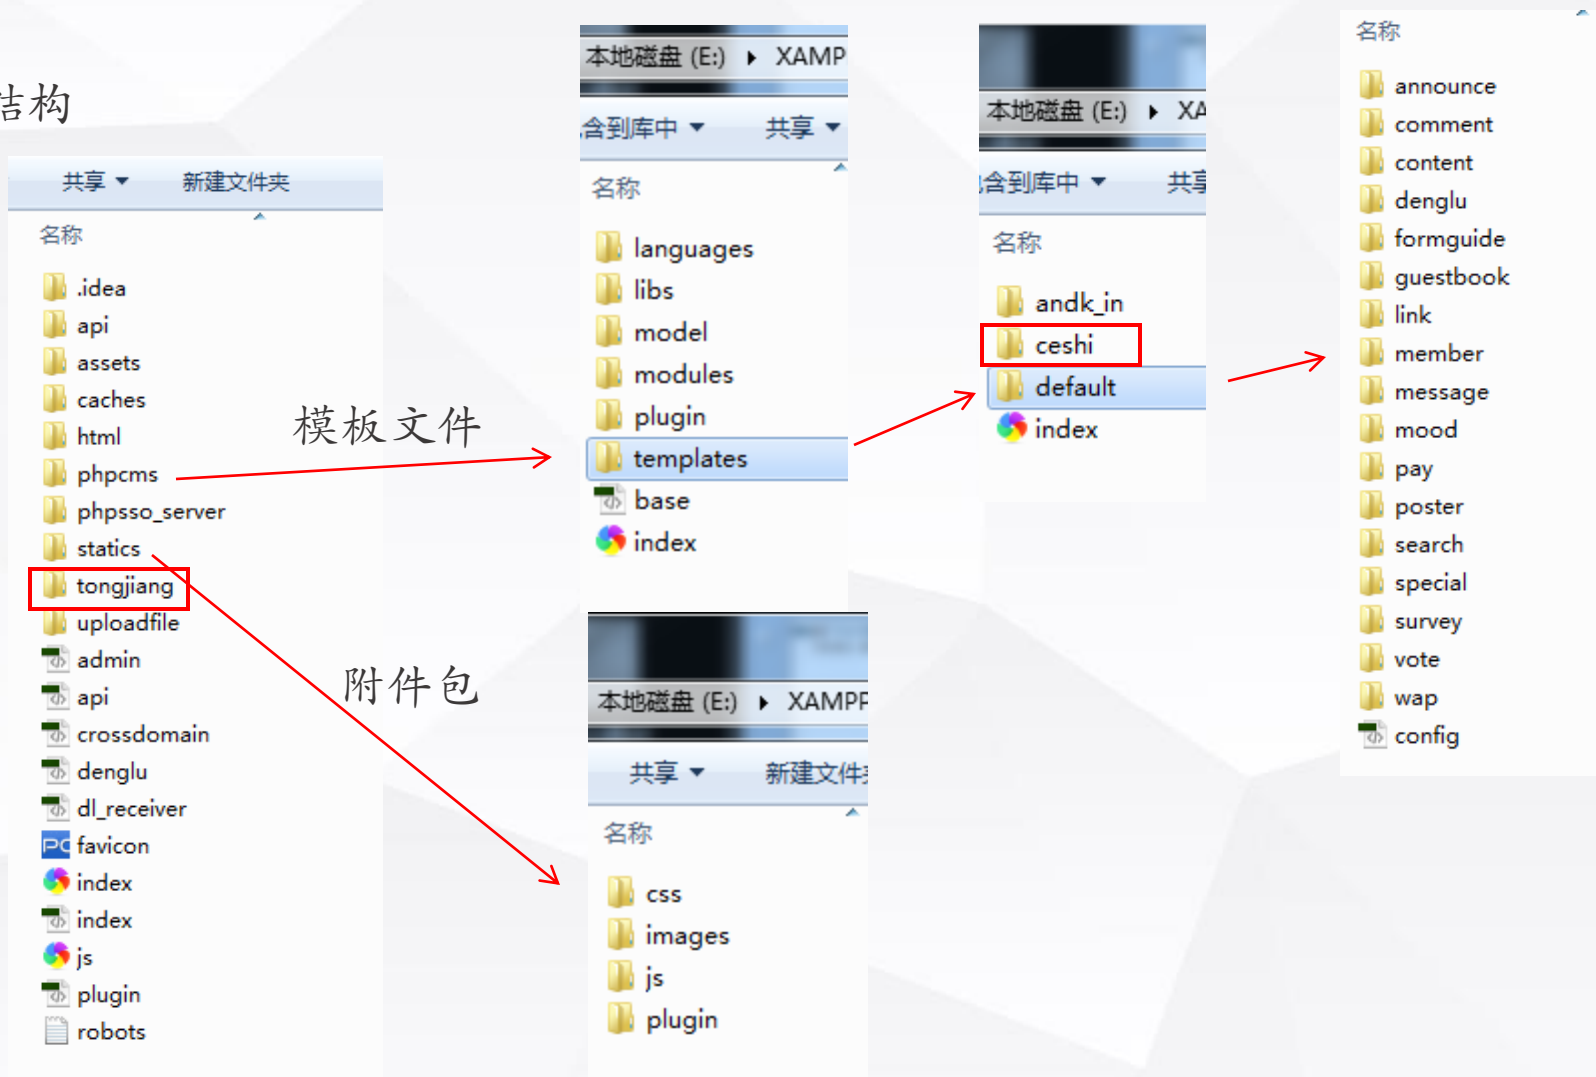 结构
共享 新建文件夹
名称
.idea
api
assets
caches
html
phpcms
phpsso_server
statics
tongjiang
uploadfile
admin
api
crossdomain
denglu
dl_receiver
favicon
index
index
js
plugin
robots
模板文件
附件包
本地磁盘 (E:) XAMP
含到库中 共享
名称
languages
libs
model
modules
plugin
templates
base
index
本地磁盘 (E:) XAMPP
共享 新建文件夹
名称
css
images
js
plugin
本地磁盘 (E:) XA
含到库中 共享
名称
andk_in
ceshi
default
index
名称
announce
comment
content
denglu
formguide
guestbook
link
member
message
mood
pay
poster
search
special
survey
vote
wap
config